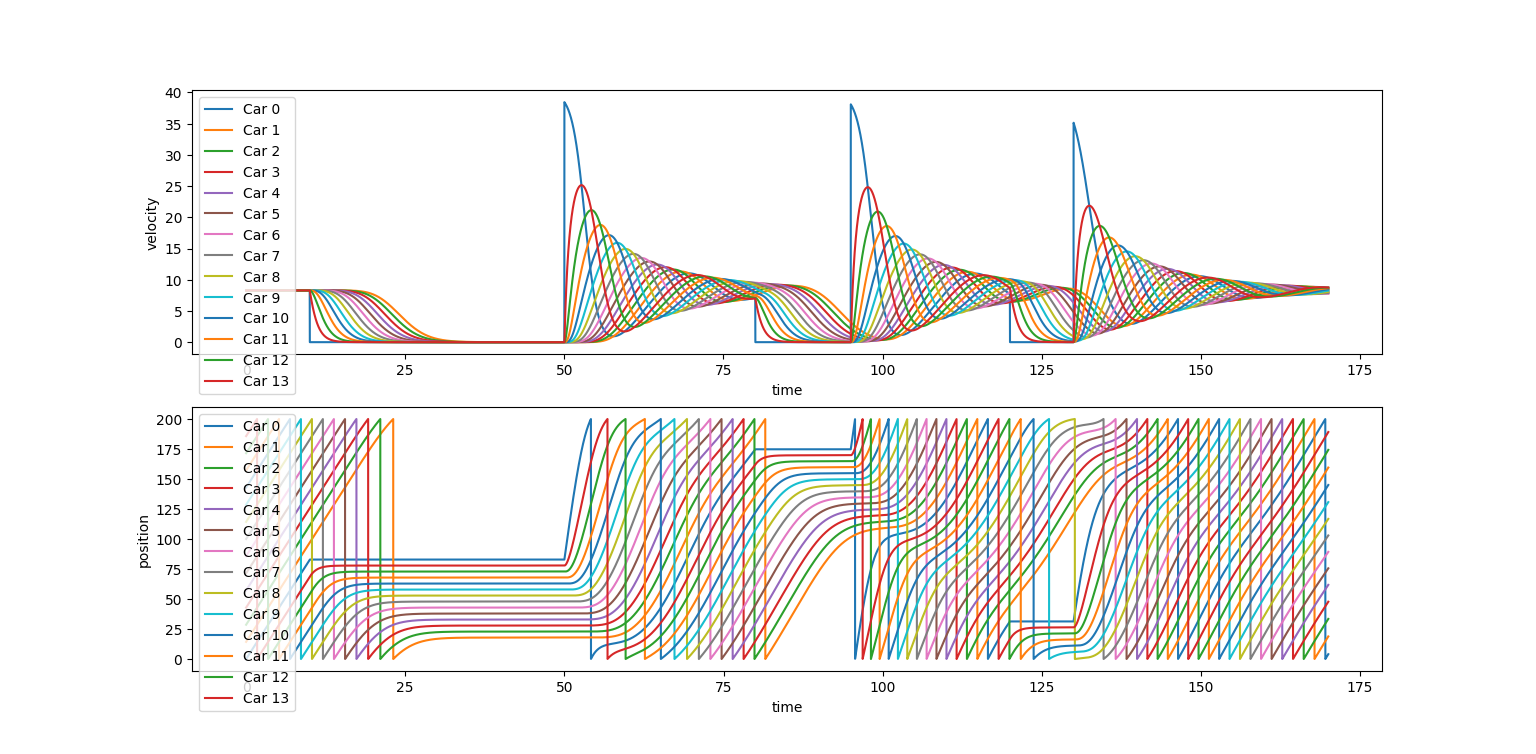 40
35
30
25
20
15
10
5
0
velocity
Car 0
Car 1
Car 2
Car 3
Car 4
Car 5
Car 6
Car 7
Car 8
Car 9
Car 10
Car 11
Car 12
Car 13
0 25 50 75 100 125 150 175
time
200
175
150
125
100
75
50
25
0
position
Car 0
Car 1
Car 2
Car 3
Car 4
Car 5
Car 6
Car 7
Car 8
Car 9
Car 10
Car 11
Car 12
Car 13
0 25 50 75 100 125 150 175
time